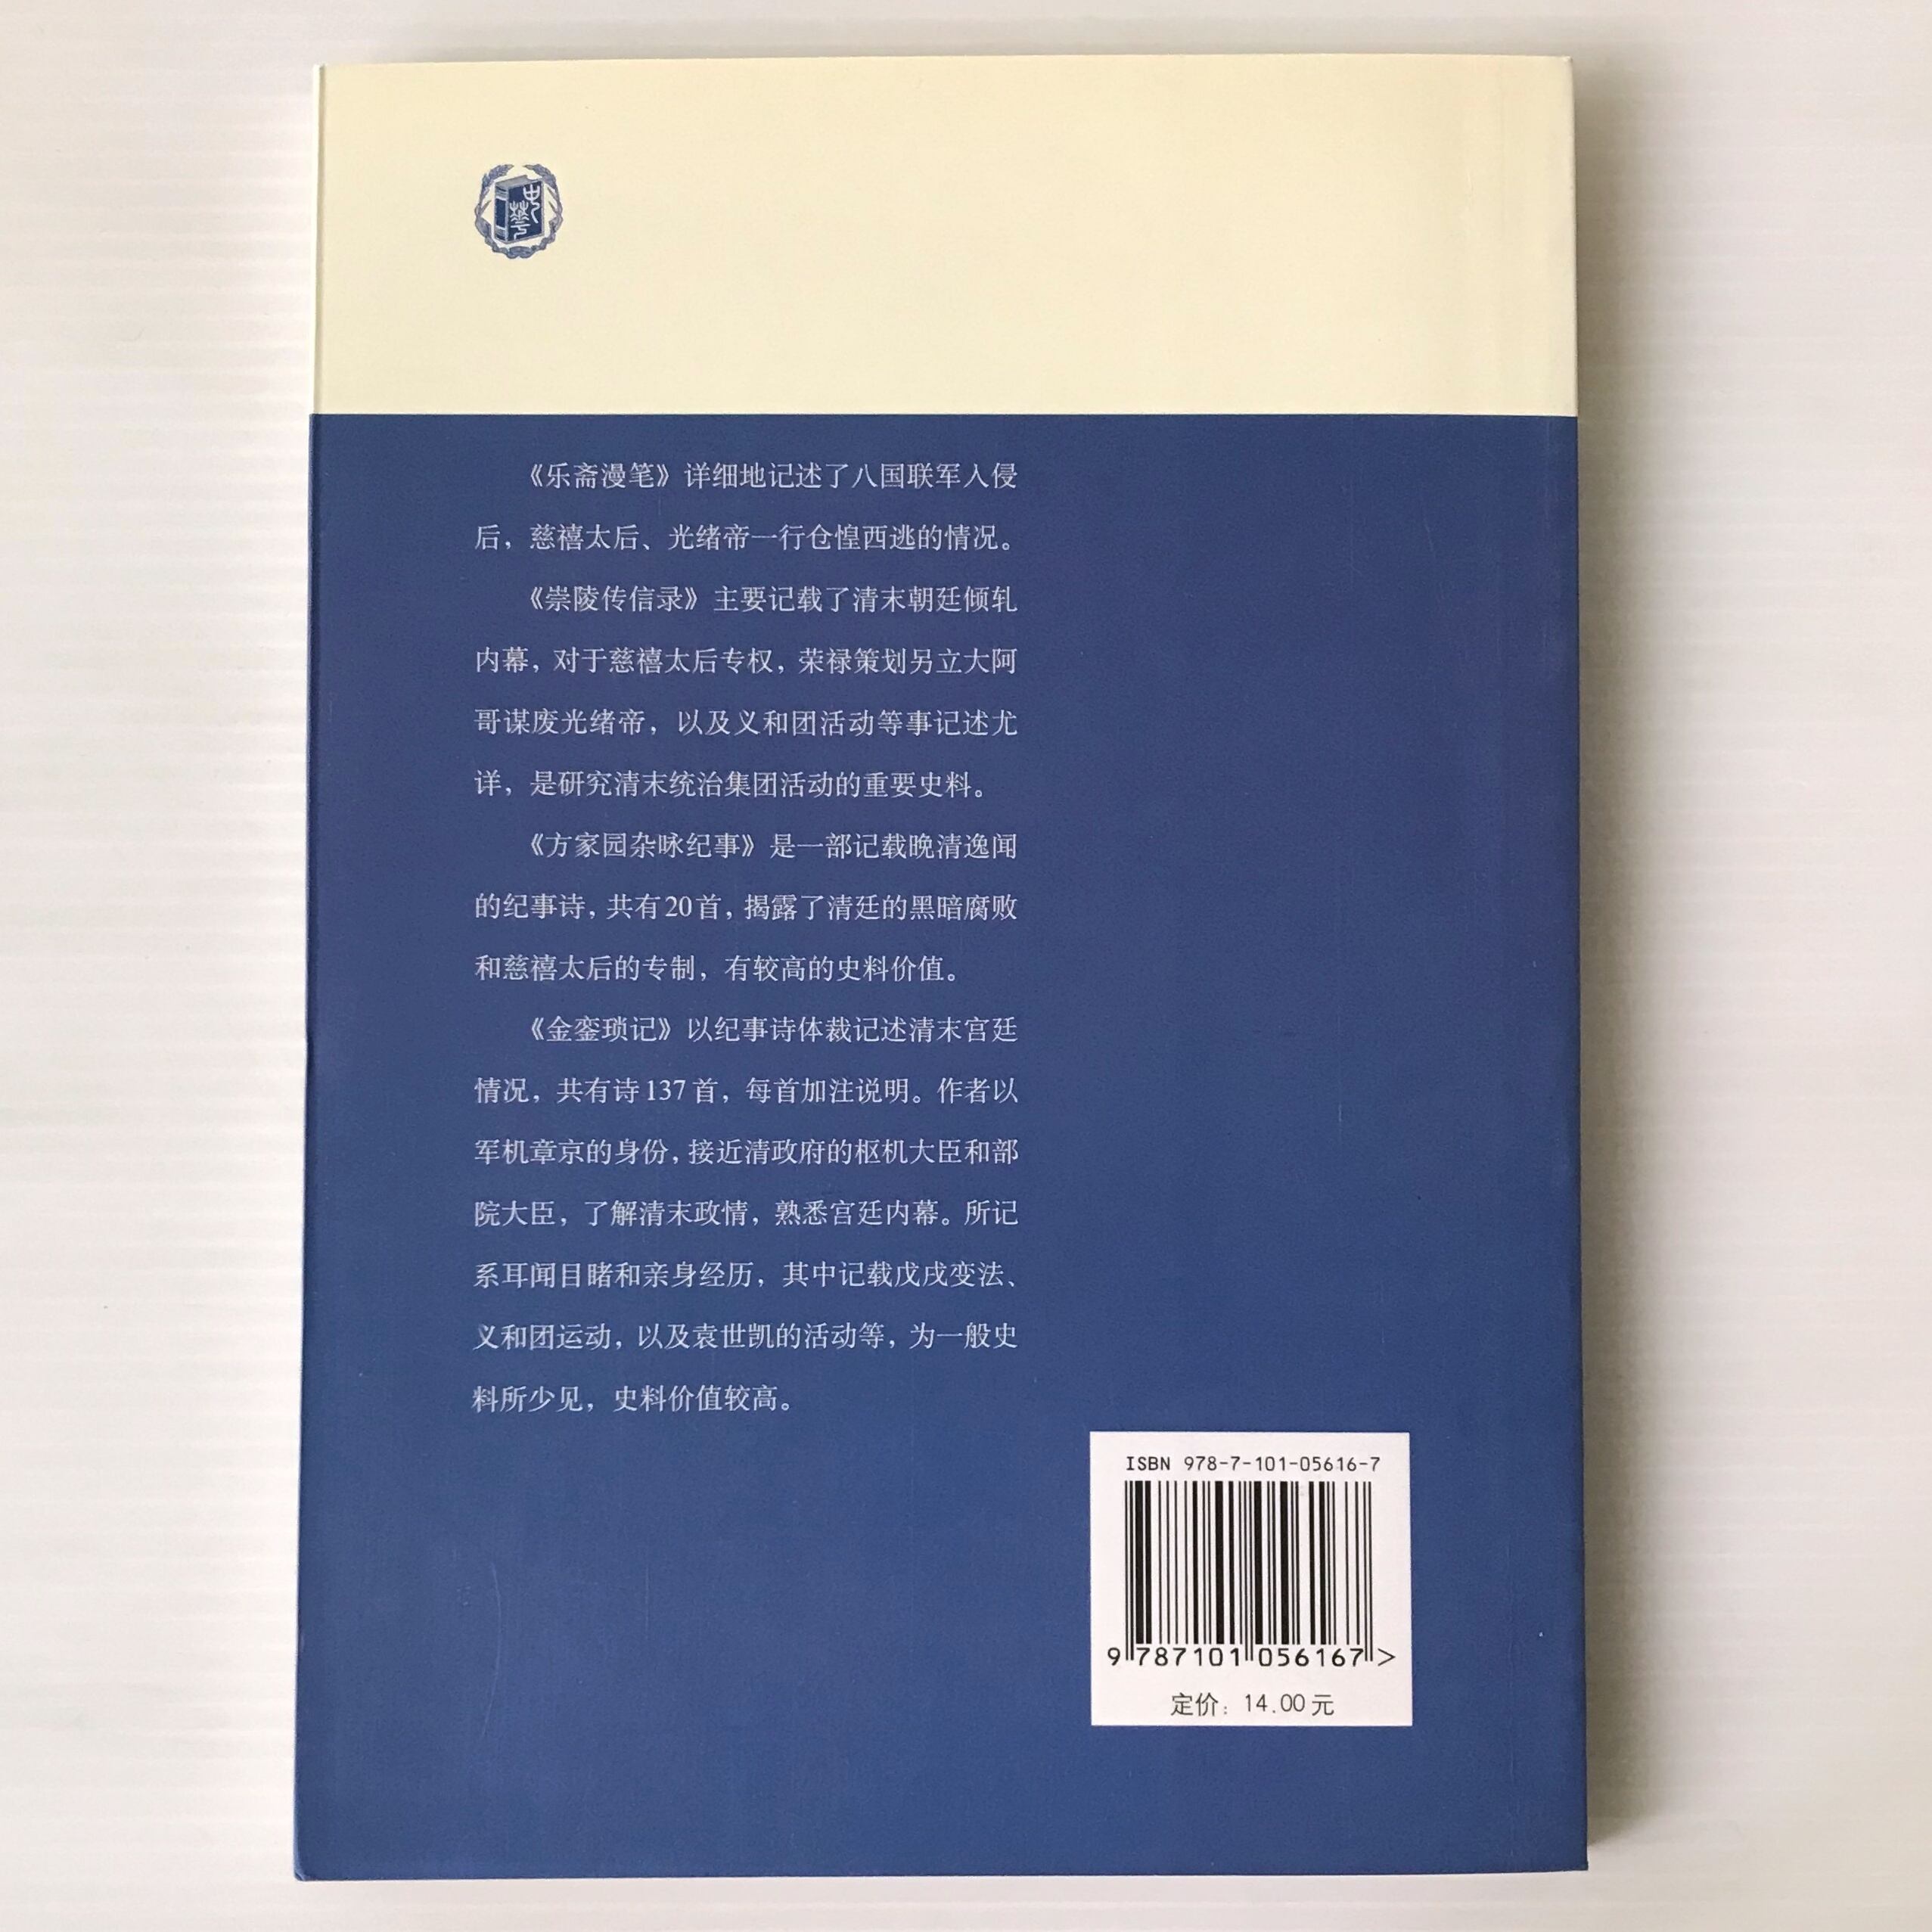 中華
《乐斋漫笔》详细地记述了八国联军入侵
后，慈禧太后、光绪帝一行仓惶西逃的情况。
《崇陵传信录》主要记载了清末朝廷倾轧
内幕，对于慈禧太后专权，荣禄策划另立大阿
哥谋废光绪帝，以及义和团活动等事记述尤
详，是研究清末统治集团活动的重要史料。
《方家园杂咏纪事》是一部记载晚清逸闻
的纪事诗，共有20首，揭露了清廷的黑暗腐败
和慈禧太后的专制，有较高的史料价值。
《金銮琐记》以纪事诗体裁记述清末宫廷
情况，共有诗137首，每首加注说明。作者以
军机章京的身份，接近清政府的枢机大臣和部
院大臣，了解清末政情，熟悉宫廷内幕。所记
系耳闻目睹和亲身经历，其中记载戊戌变法、
义和团运动，以及袁世凯的活动等，为一般史
料所少见，史料价值较高。
ISBN 978-7-101-05616-7
9 787101 056167 >
定价：14.00元